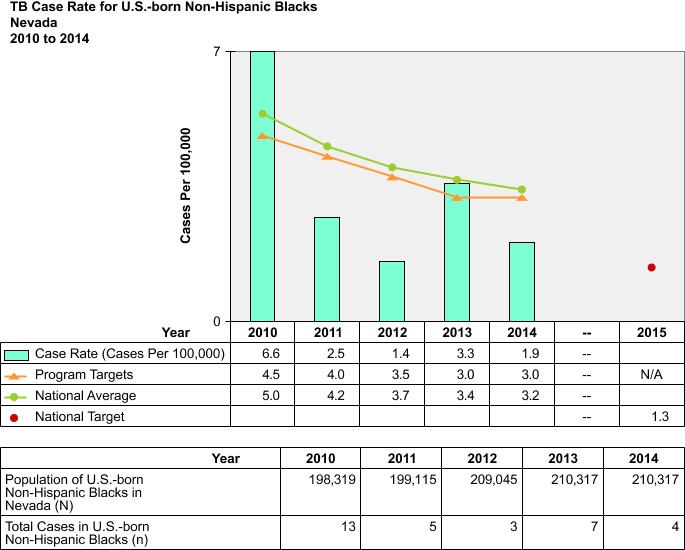 TB Case Rate for U.S.-born Non-Hispanic Blacks
Nevada
2010 to 2014
7
Cases Per 100,000
0
Year 2010 2011 2012 2013 2014 -- 2015
Case Rate (Cases Per 100,000) 6.6 2.5 1.4 3.3 1.9 --
Program Targets 4.5 4.0 3.5 3.0 3.0 -- N/A
National Average 5.0 4.2 3.7 3.4 3.2 --
National Target -- 1.3
Year 2010 2011 2012 2013 2014
Population of U.S.-born 198,319 199,115 209,045 210,317 210,317
Non-Hispanic Blacks in
Nevada (N)
Total Cases in U.S.-born 13 5 3 7 4
Non-Hispanic Blacks (n)